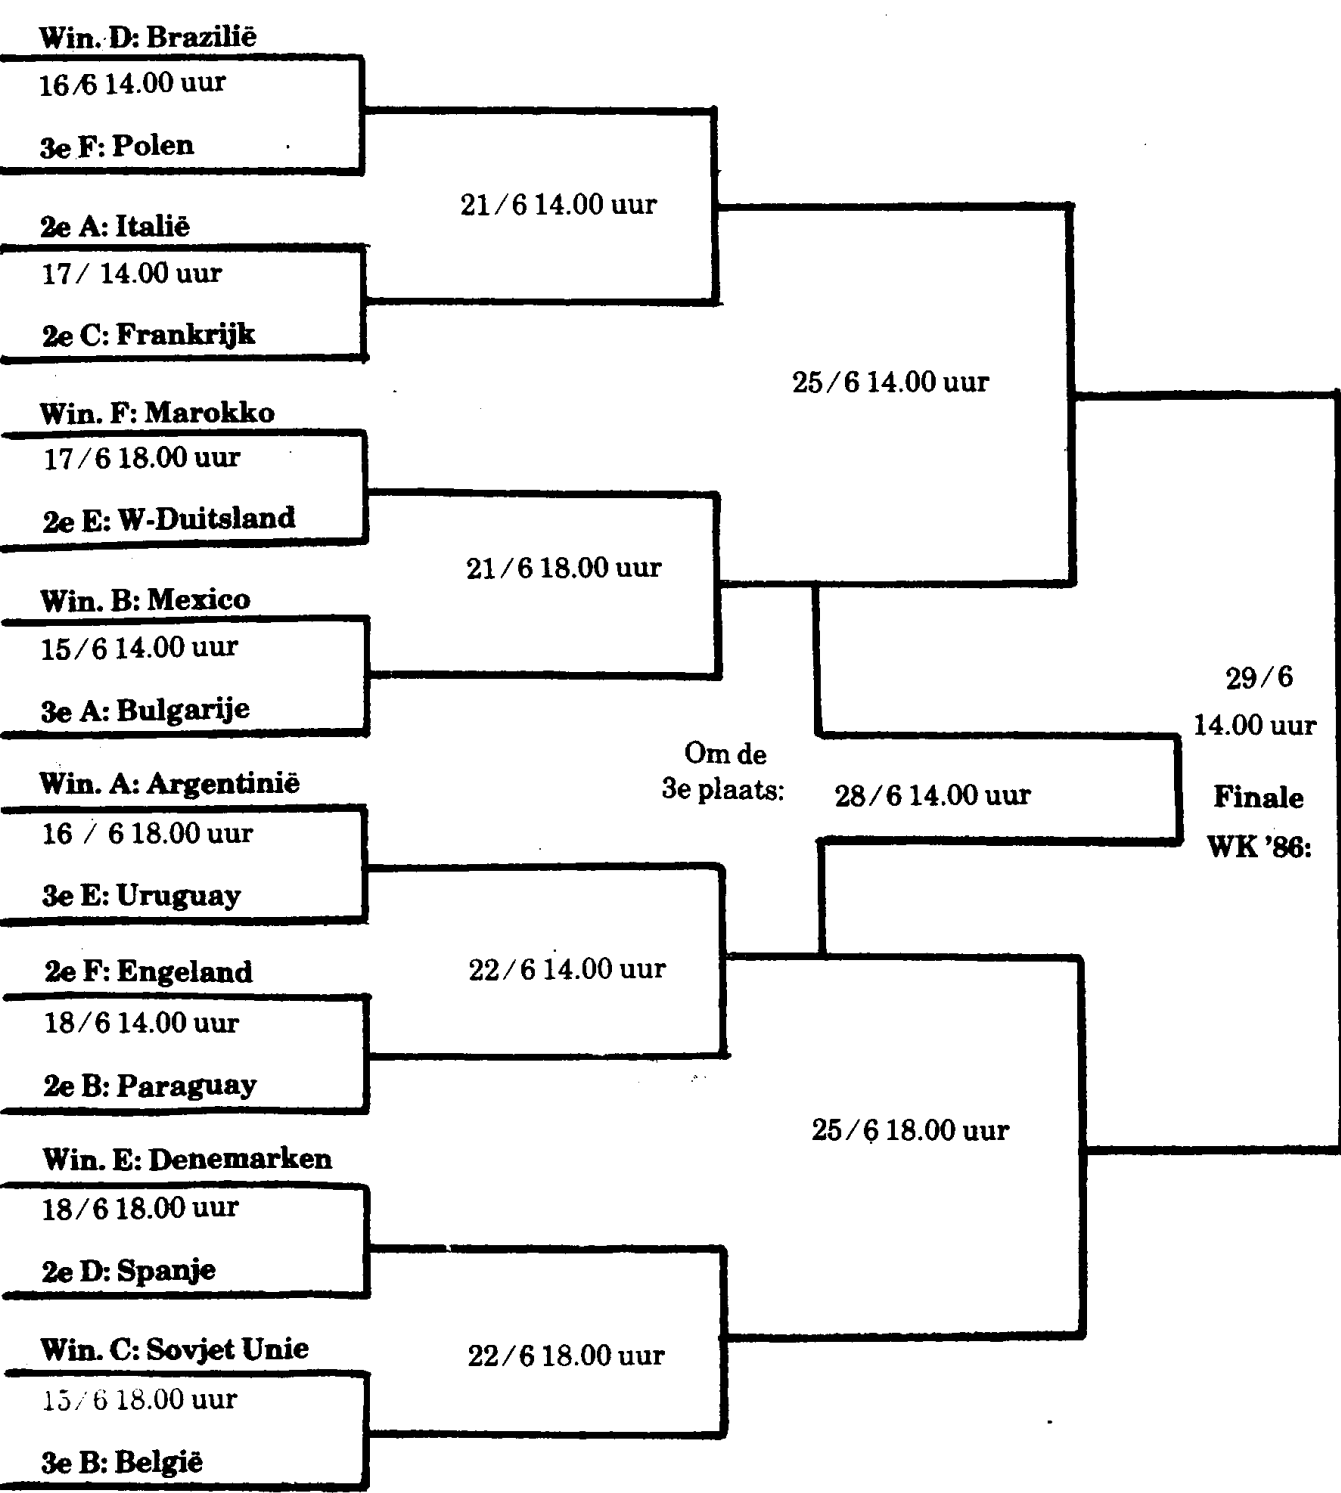 Win. D: Brazilië
16/6 14.00 uur
3e F: Polen
21/6 14.00 uur
2e A: Italië
17/ 14.00 uur
2e C: Frankrijk
25/6 14.00 uur
Win. F: Marokko
17/6 18.00 uur
2e E: W-Duitsland
21/6 18.00 uur
Win. B: Mexico
15/6 14.00 uur
3e A: Bulgarije
29/6
14.00 uur
Finale
WK '86:
Om de
3e plaats:
28/6 14.00 uur
Win. A: Argentinië
16 / 6 18.00 uur
3e E: Uruguay
22/6 14.00 uur
2e F: Engeland
18/6 14.00 uur
2e B: Paraguay
25/6 18.00 uur
Win. E: Denemarken
18/6 18.00 uur
2e D: Spanje
22/6 18.00 uur
Win. C: Sovjet Unie
15/6 18.00 uur
3e B: België